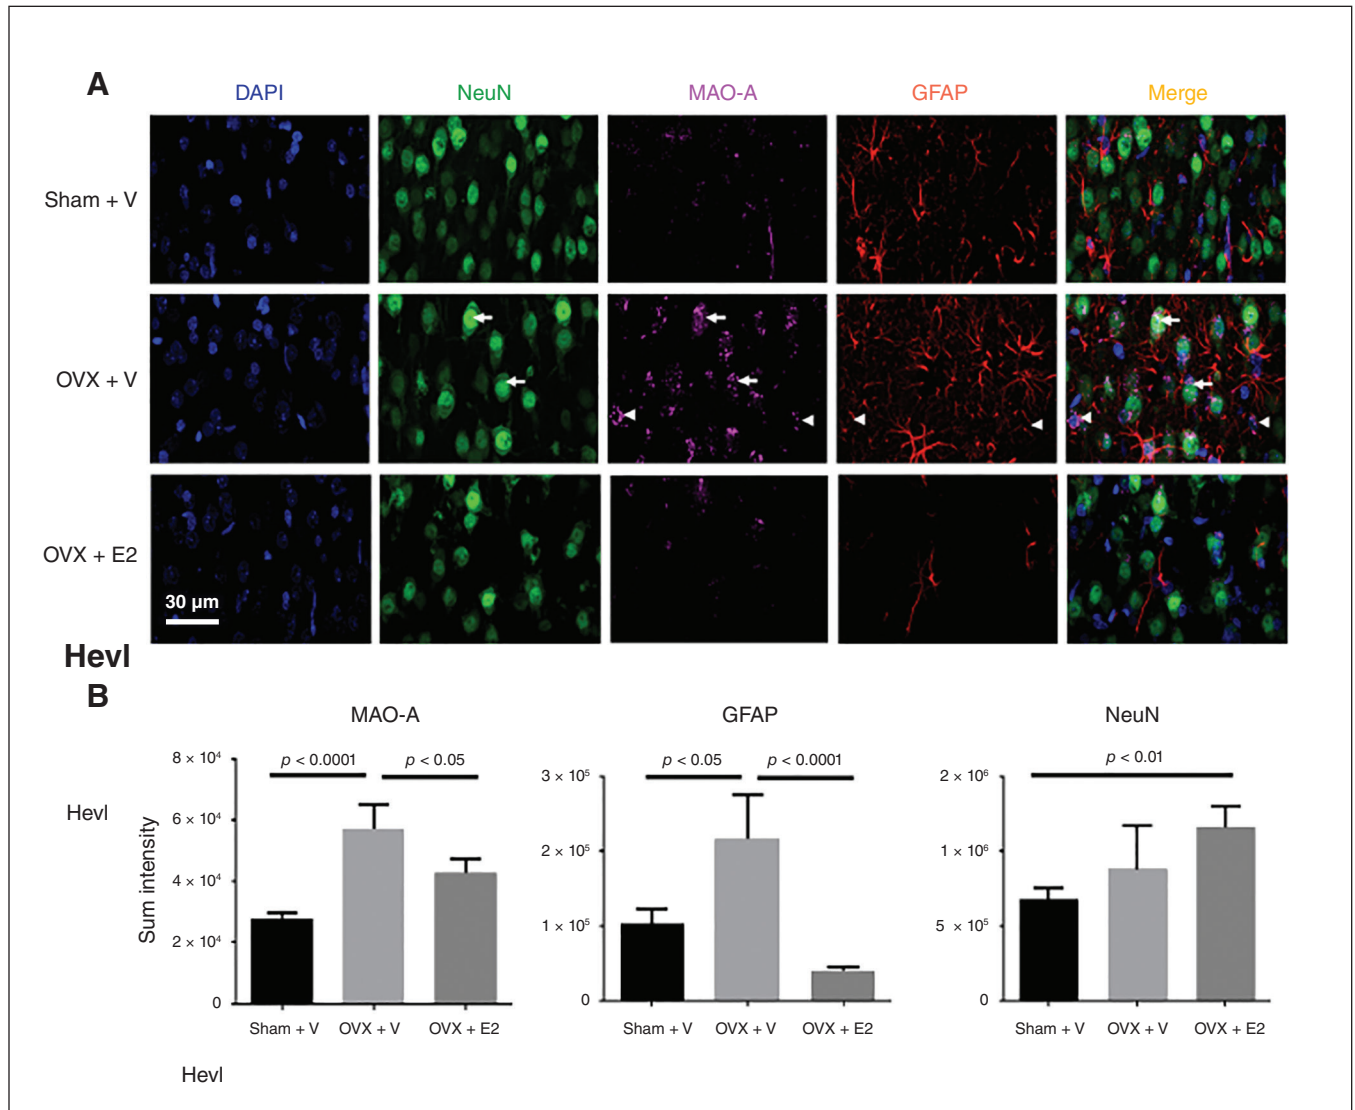 A
DAPI NeuN MAO-A GFAP Merge
Sham + V
OVX + V
OVX + E2
30 µm
Hevl
B
MAO-A GFAP NeuN
8 × 10⁴ p < 0.0001 p < 0.05 3 × 10⁵ p < 0.05 p < 0.0001 2 × 10⁶ p < 0.01
Hevl
Sum intensity
6 × 10⁴ 2 × 10⁵ 1 × 10⁶
4 × 10⁴ 1 × 10⁵ 5 × 10⁵
2 × 10⁴
0 0 0
Sham + V OVX + V OVX + E2 Sham + V OVX + V OVX + E2 Sham + V OVX + V OVX + E2
Hevl